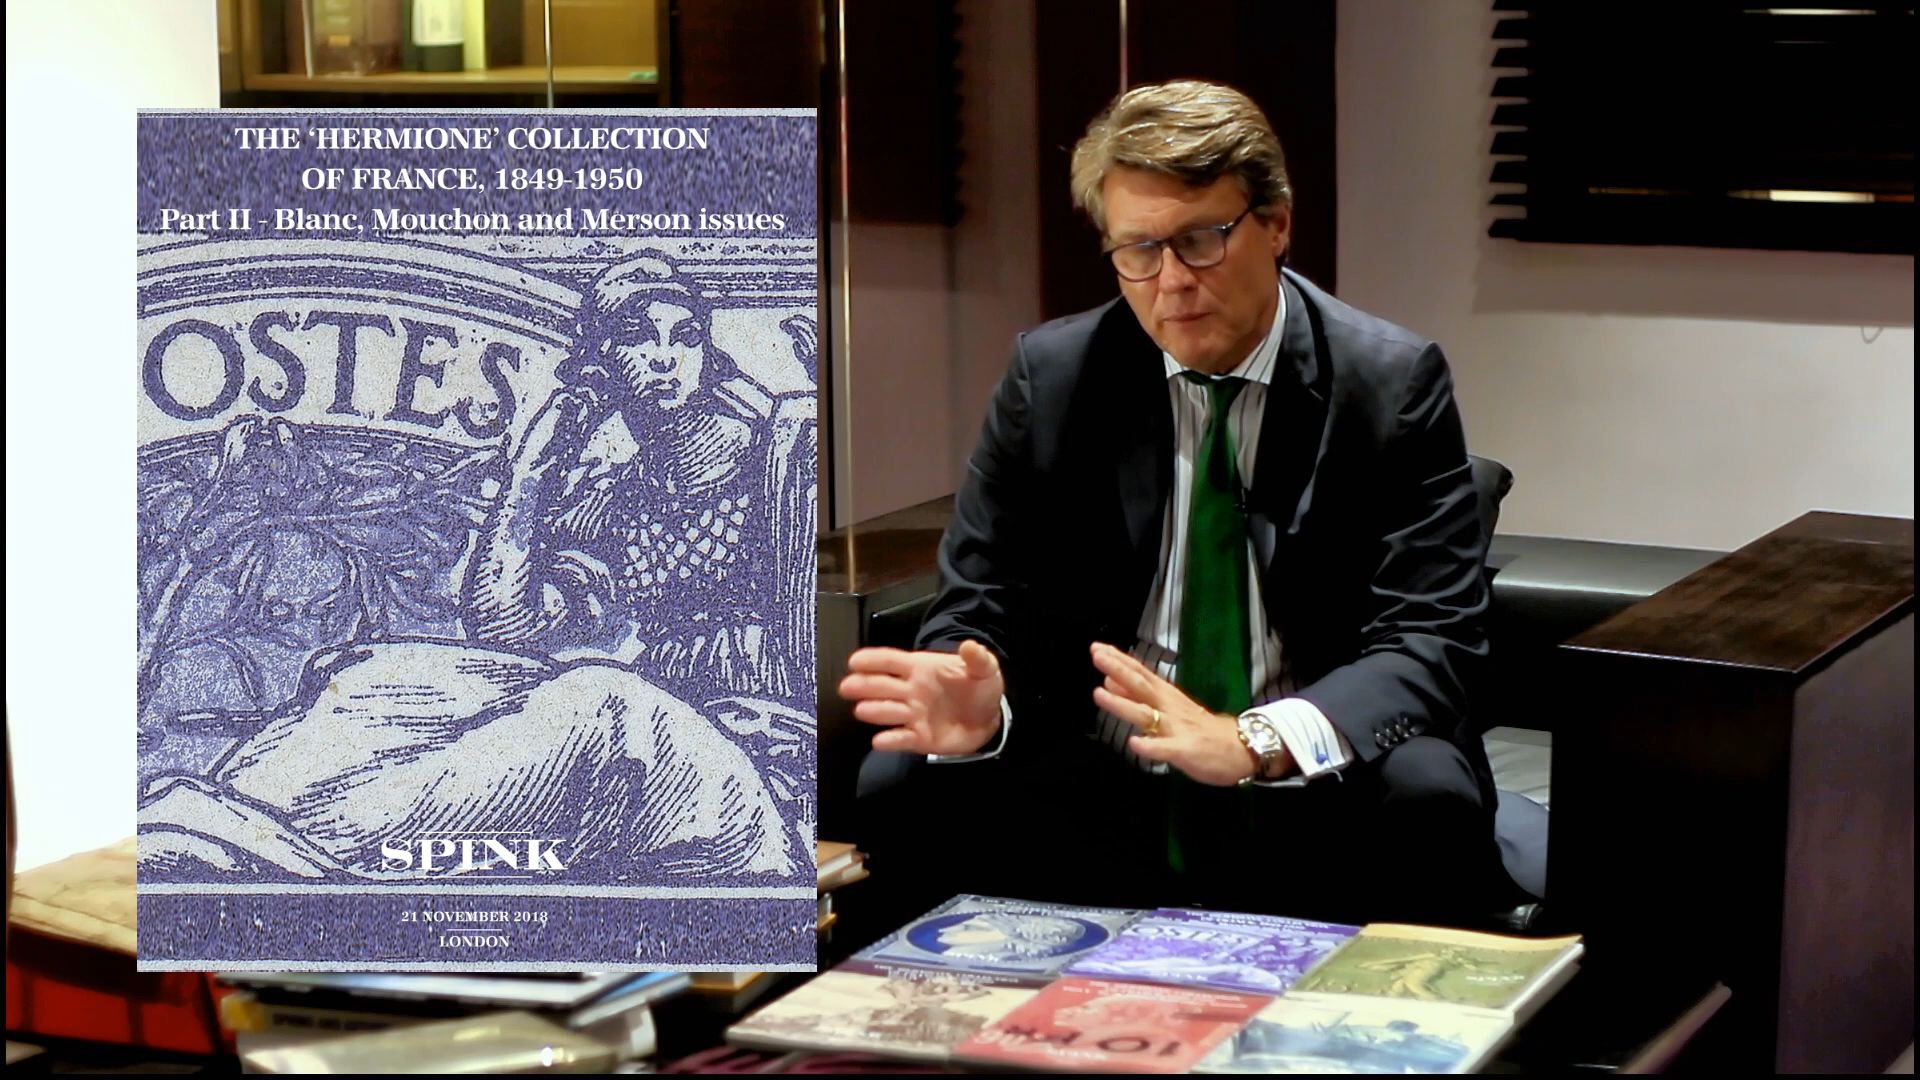 THE ‘HERMIONE’ COLLECTION
OF FRANCE, 1849-1950
Part II - Blanc, Mouchon and Merson issues
OSTES
SPINK
21 NOVEMBER 2018
LONDON